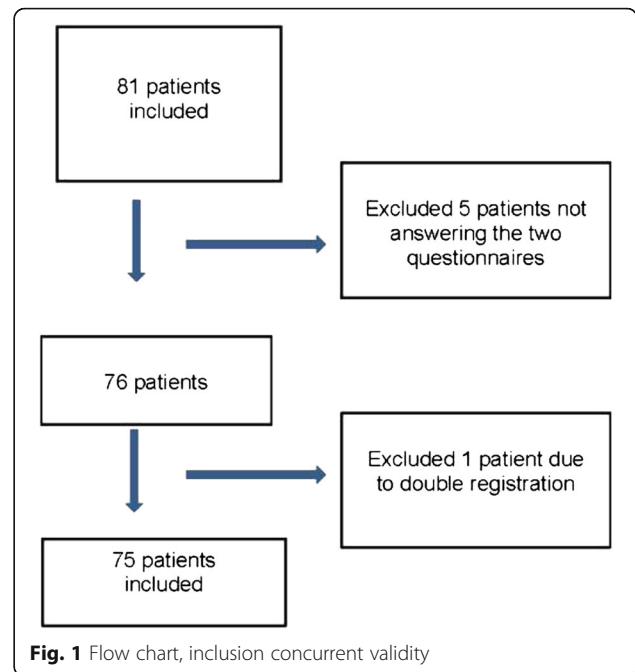 81 patients
included
Excluded 5 patients not
answering the two
questionnaires
76 patients
Excluded 1 patient due
to double registration
75 patients
included
Fig. 1 Flow chart, inclusion concurrent validity